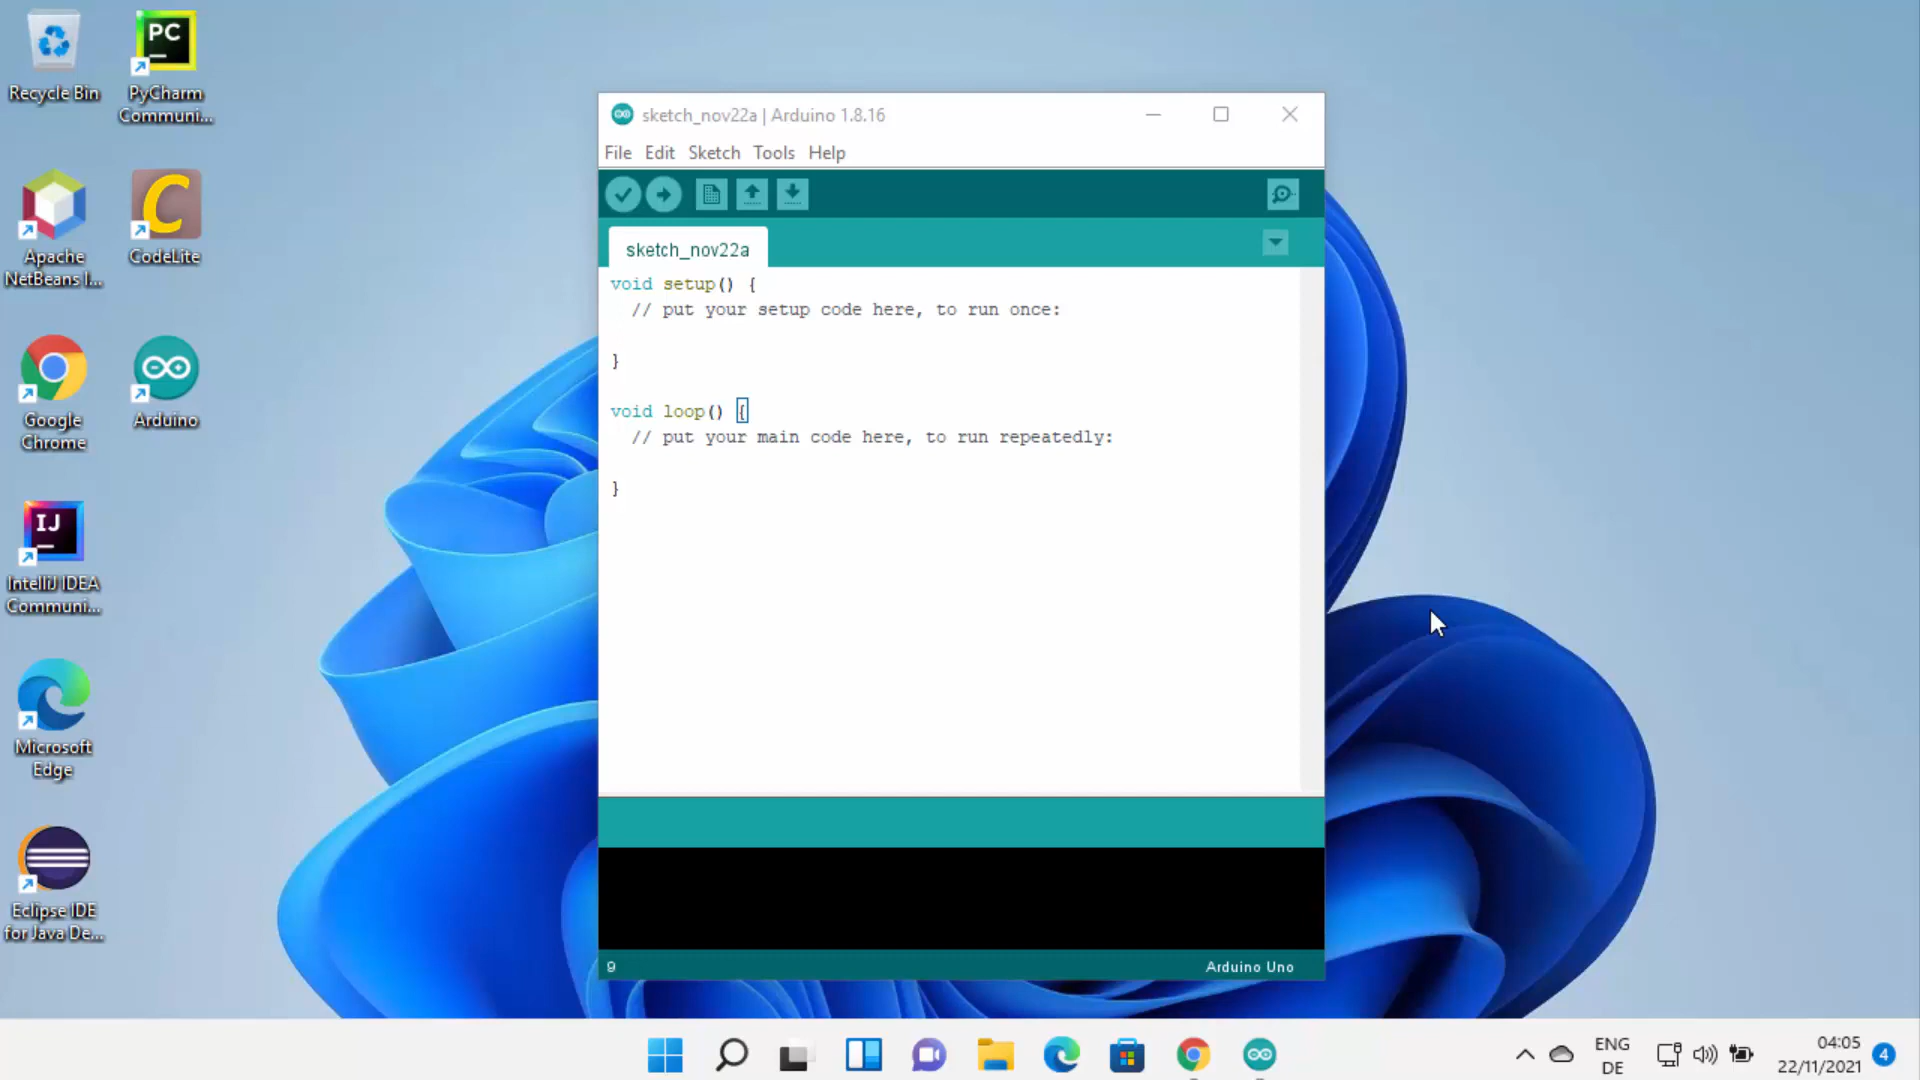 Recycle Bin
PyCharm
Communi...
Apache
NetBeans I...
CodeLite
Google
Chrome
Arduino
IntelliJ IDEA
Communi...
Microsoft
Edge
Eclipse IDE
for Java De...
PC
C
IJ
sketch_nov22a | Arduino 1.8.16
File Edit Sketch Tools Help
sketch_nov22a
void setup() {
// put your setup code here, to run once:
}
void loop() {
// put your main code here, to run repeatedly:
}
9
Arduino Uno
ENG
DE
04:05
22/11/2021
4